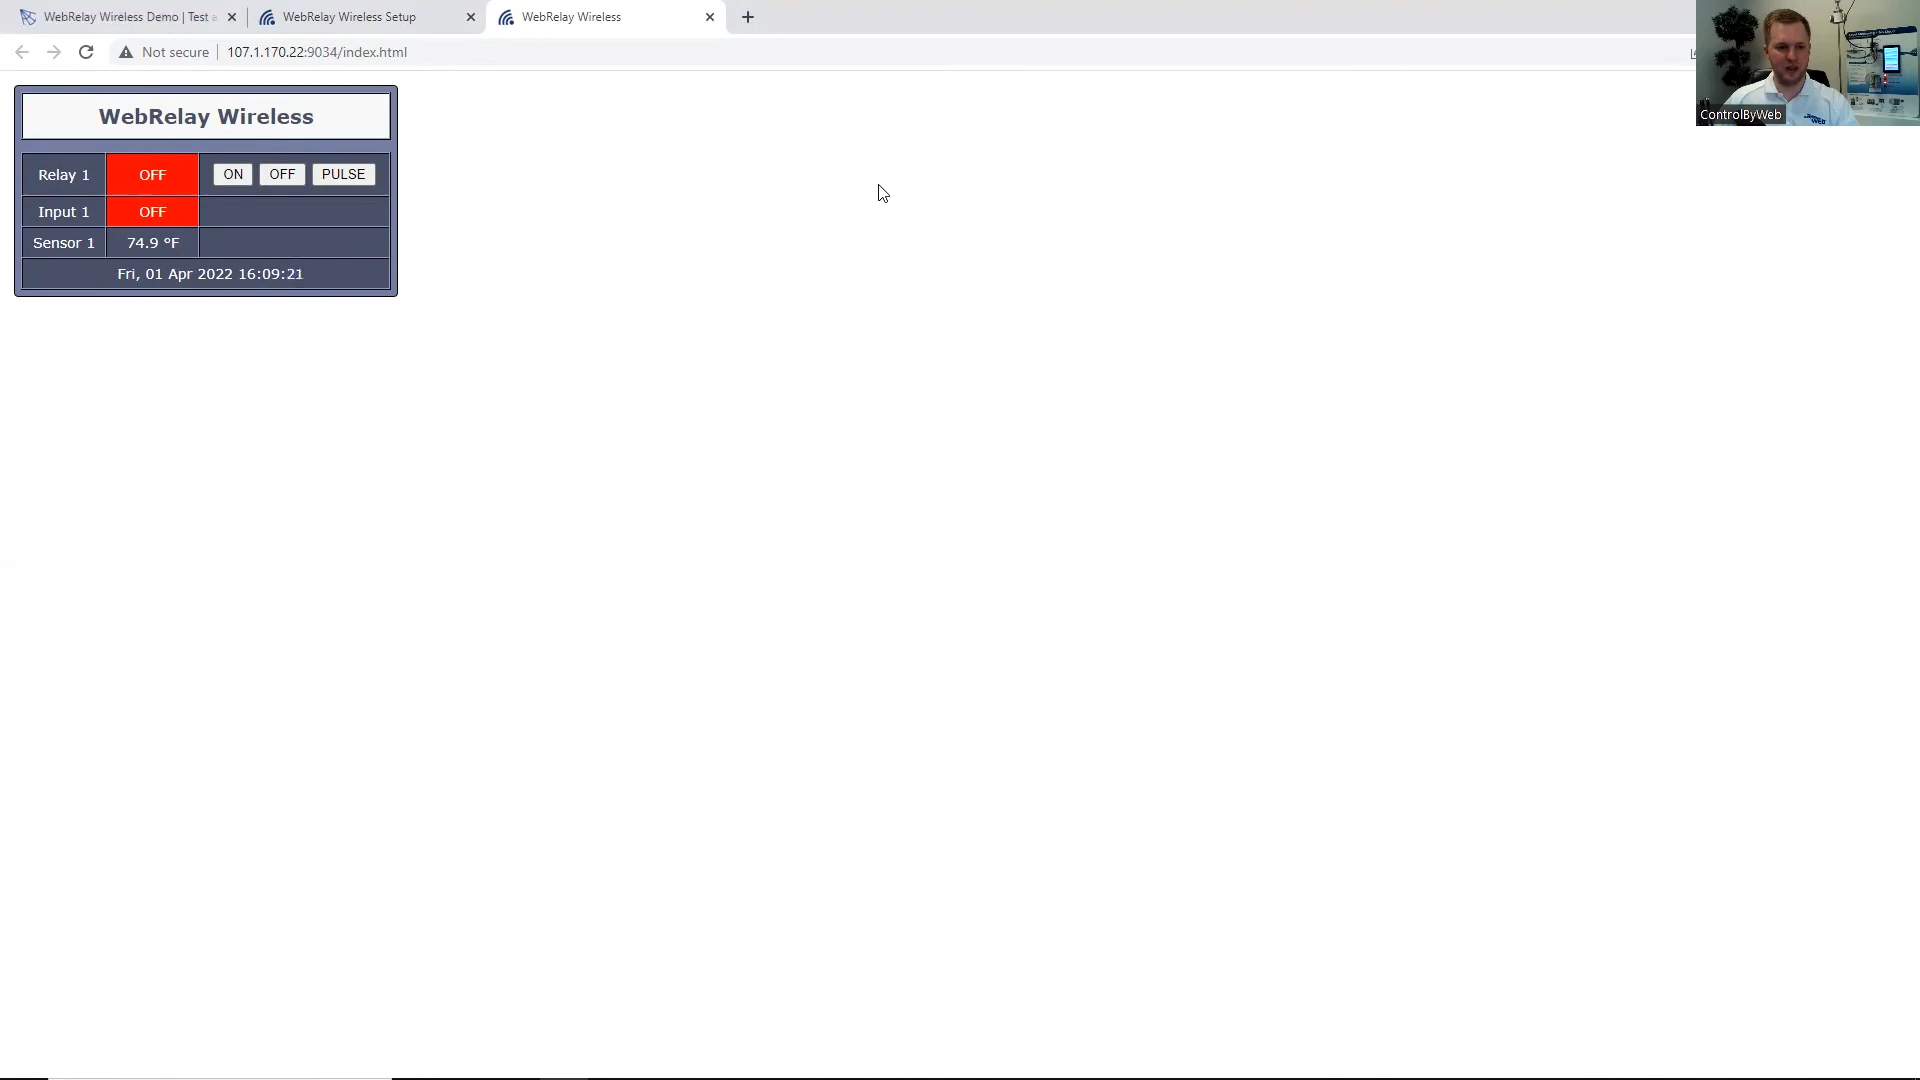 WebRelay Wireless Demo | Test a
WebRelay Wireless Setup
WebRelay Wireless
Not secure
107.1.170.22:9034/index.html
ControlByWeb
WebRelay Wireless
Relay 1 OFF ON OFF PULSE
Input 1 OFF
Sensor 1 74.9 °F
Fri, 01 Apr 2022 16:09:21